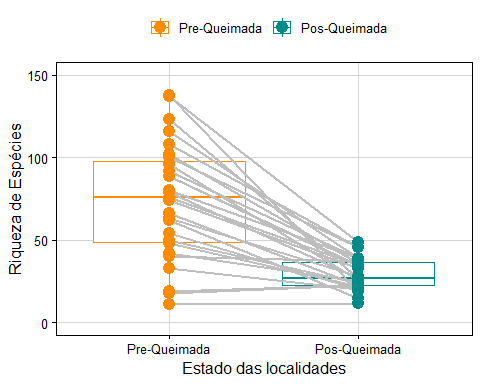 Pre-Queimada Pos-Queimada
150
100
50
0
Riqueza de Espécies
Pre-Queimada Pos-Queimada
Estado das localidades